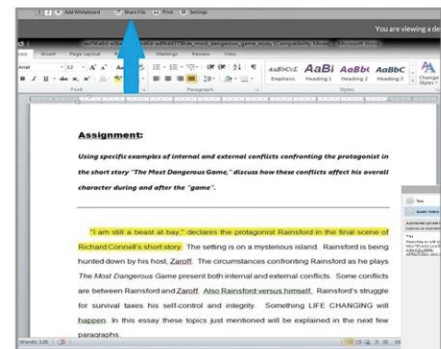 1 2 Add Whiteboard Share File Print Settings
You are viewing a de
Insert Page Layout
Arial 12
AaBbCcI AaBI AaBbC AaBbC
Emphasis Heading 1 Heading 2 Heading 3 Change
Styles
Font Paragraph Styles
Assignment:
Using specific examples of internal and external conflicts confronting the protagonist in
the short story "The Most Dangerous Game," discuss how these conflicts affect his overall
character during and after the "game".
"I am still a beast at bay," declares the protagonist Rainsford in the final scene of
Richard Connell's short story. The setting is on a mysterious island. Rainsford is being
hunted down by his host, Zaroff. The circumstances confronting Rainsford as he plays
The Most Dangerous Game present both internal and external conflicts. Some conflicts
are between Rainsford and Zaroff. Also Rainsford versus himself. Rainsford's struggle
for survival taxes his self-control and integrity. Something LIFE CHANGING will
happen. In this essay these topics just mentioned will be explained in the next few
paragraphs.
You
Words: 128